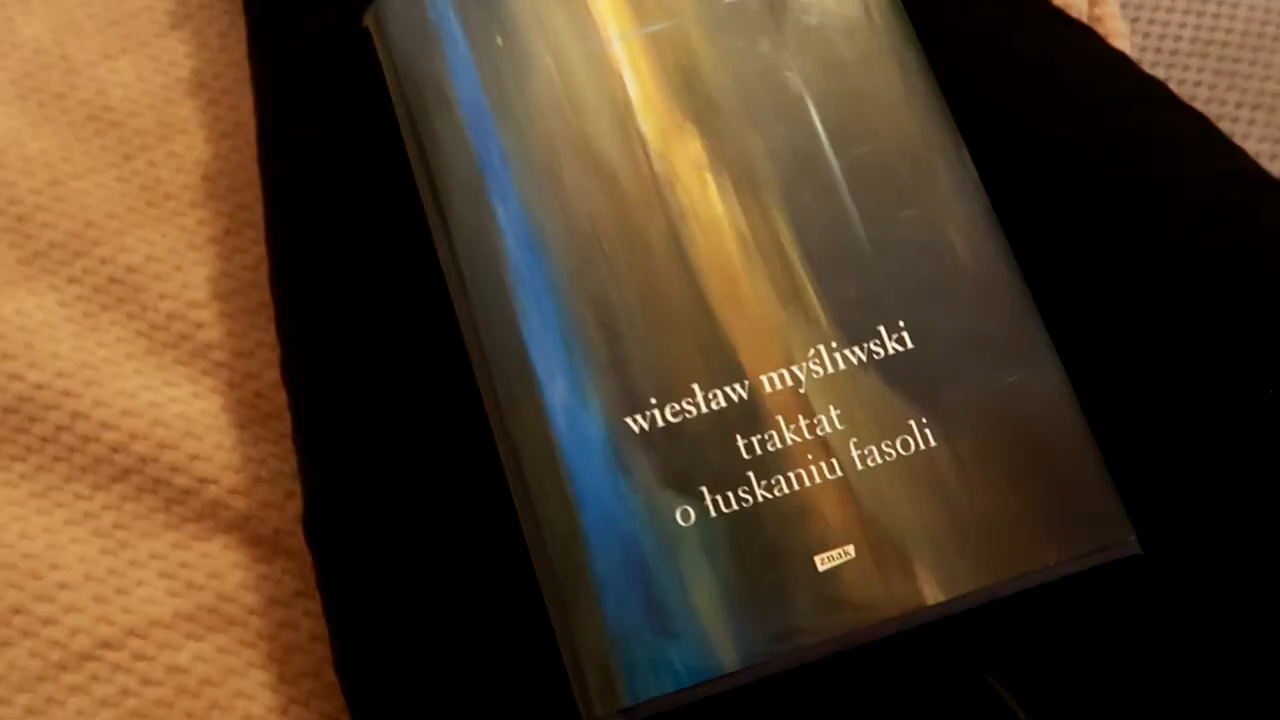 wiesław myśliwski
traktat
o łuskaniu fasoli
znak